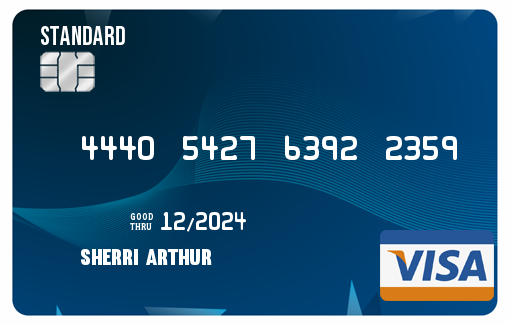 STANDARD
4440 5427 6392 2359
GOOD THRU 12/2024
SHERRI ARTHUR
VISA